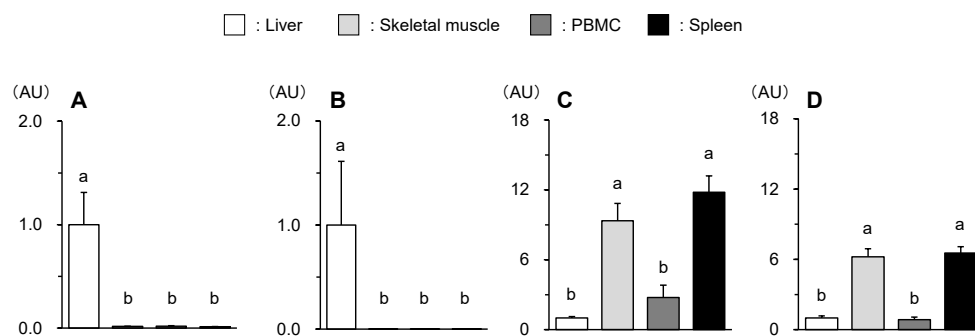 : Liver : Skeletal muscle : PBMC : Spleen
(AU) A
2.0
1.0
0.0
a b b b
(AU) B
2.0
1.0
0.0
a b b b
(AU) C
18
12
6
0
b a b a
(AU) D
18
12
6
0
b a b a